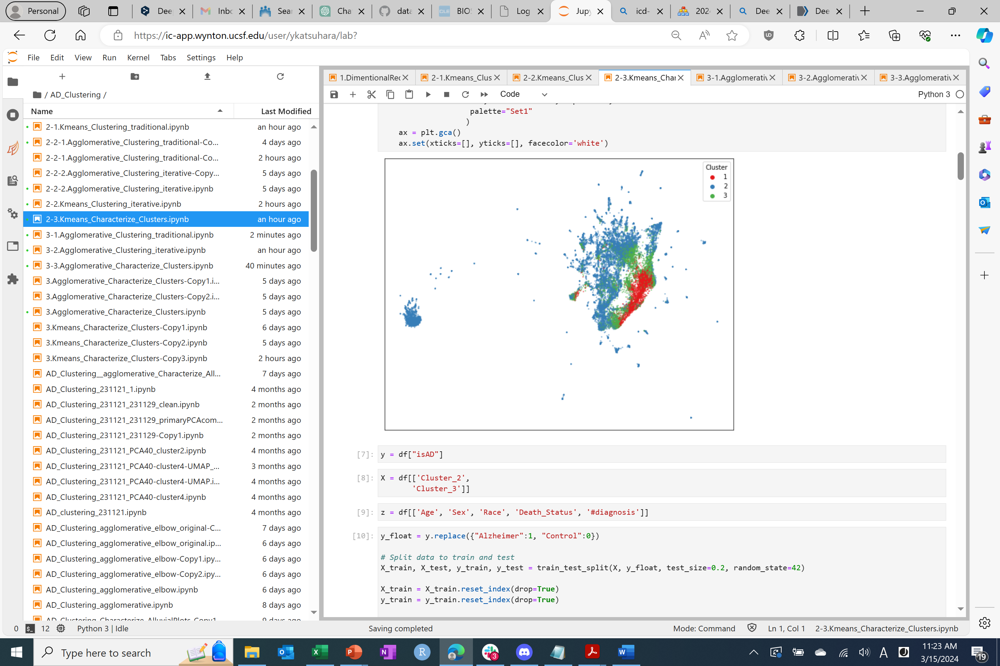 Personal
Dee
Inbo
Sear
Cha
data
CLE
BIO
Log
Jupy
icd-
202
Dee
Dee
https://ic-app.wynton.ucsf.edu/user/ykatsuhara/lab?
File Edit View Run Kernel Tabs Settings Help
/ AD_Clustering /
Name Last Modified
2-1.Kmeans_Clustering_traditional.ipynb an hour ago
2-2-1.Agglomerative_Clustering_traditional-Co... 4 days ago
2-2-1.Agglomerative_Clustering_traditional-Co... 2 hours ago
2-2-2.Agglomerative_Clustering_iterative-Copy... 5 days ago
2-2-2.Agglomerative_Clustering_iterative.ipynb 5 days ago
2-2.Kmeans_Clustering_iterative.ipynb 2 hours ago
2-3.Kmeans_Characterize_Clusters.ipynb an hour ago
3-1.Agglomerative_Clustering_traditional.ipynb 2 minutes ago
3-2.Agglomerative_Clustering_iterative.ipynb an hour ago
3-3.Agglomerative_Characterize_Clusters.ipynb 40 minutes ago
3.Agglomerative_Characterize_Clusters-Copy1.i... 5 days ago
3.Agglomerative_Characterize_Clusters-Copy2.i... 5 days ago
3.Agglomerative_Characterize_Clusters.ipynb 5 days ago
3.Kmeans_Characterize_Clusters-Copy1.ipynb 6 days ago
3.Kmeans_Characterize_Clusters-Copy2.ipynb 5 days ago
3.Kmeans_Characterize_Clusters-Copy3.ipynb 2 hours ago
AD_Clustering__agglomerative_Characterize_All... 7 days ago
AD_Clustering_231121_1.ipynb 4 months ago
AD_Clustering_231121_231129_clean.ipynb 2 months ago
AD_Clustering_231121_231129_primaryPCAcom... 2 months ago
AD_Clustering_231121_231129-Copy1.ipynb 2 months ago
AD_Clustering_231121_PCA40_cluster2.ipynb 4 months ago
AD_Clustering_231121_PCA40-cluster4-UMAP_... 3 months ago
AD_Clustering_231121_PCA40-cluster4-UMAP.i... 4 months ago
AD_Clustering_231121_PCA40-cluster4.ipynb 4 months ago
AD_clustering_231121.ipynb 4 months ago
AD_Clustering_agglomerative_elbow_original-C... 7 days ago
AD_Clustering_agglomerative_elbow_original.ip... 6 days ago
AD_Clustering_agglomerative_elbow-Copy1.ipy... 6 days ago
AD_Clustering_agglomerative_elbow-Copy2.ipy... 6 days ago
AD_Clustering_agglomerative_elbow.ipynb 6 days ago
AD_Clustering_agglomerative.ipynb 8 days ago
AD_Clustering_Characterize_AlluvialPlots-Copy1 9 days ago
1.DimentionalRec
2-1.Kmeans_Clus
2-2.Kmeans_Clus
2-3.Kmeans_Char
3-1.Agglomerativ
3-2.Agglomerativ
3-3.Agglomerativ
Code
Python 3
palette="Set1"
)
ax = plt.gca()
ax.set(xticks=[], yticks=[], facecolor='white')
Cluster
1
2
3
[7]: y = df["isAD"]
[8]: X = df[['Cluster_2',
'Cluster_3']]
[9]: z = df[['Age', 'Sex', 'Race', 'Death_Status', '#diagnosis']]
[10]: y_float = y.replace({"Alzheimer":1, "Control":0})
# Split data to train and test
X_train, X_test, y_train, y_test = train_test_split(X, y_float, test_size=0.2, random_state=42)
X_train = X_train.reset_index(drop=True)
y_train = y_train.reset_index(drop=True)
0 12 Python 3 | Idle
Saving completed
Mode: Command
Ln 1, Col 1
2-3.Kmeans_Characterize_Clusters.ipynb
Type here to search
3
A
11:23 AM
3/15/2024
19